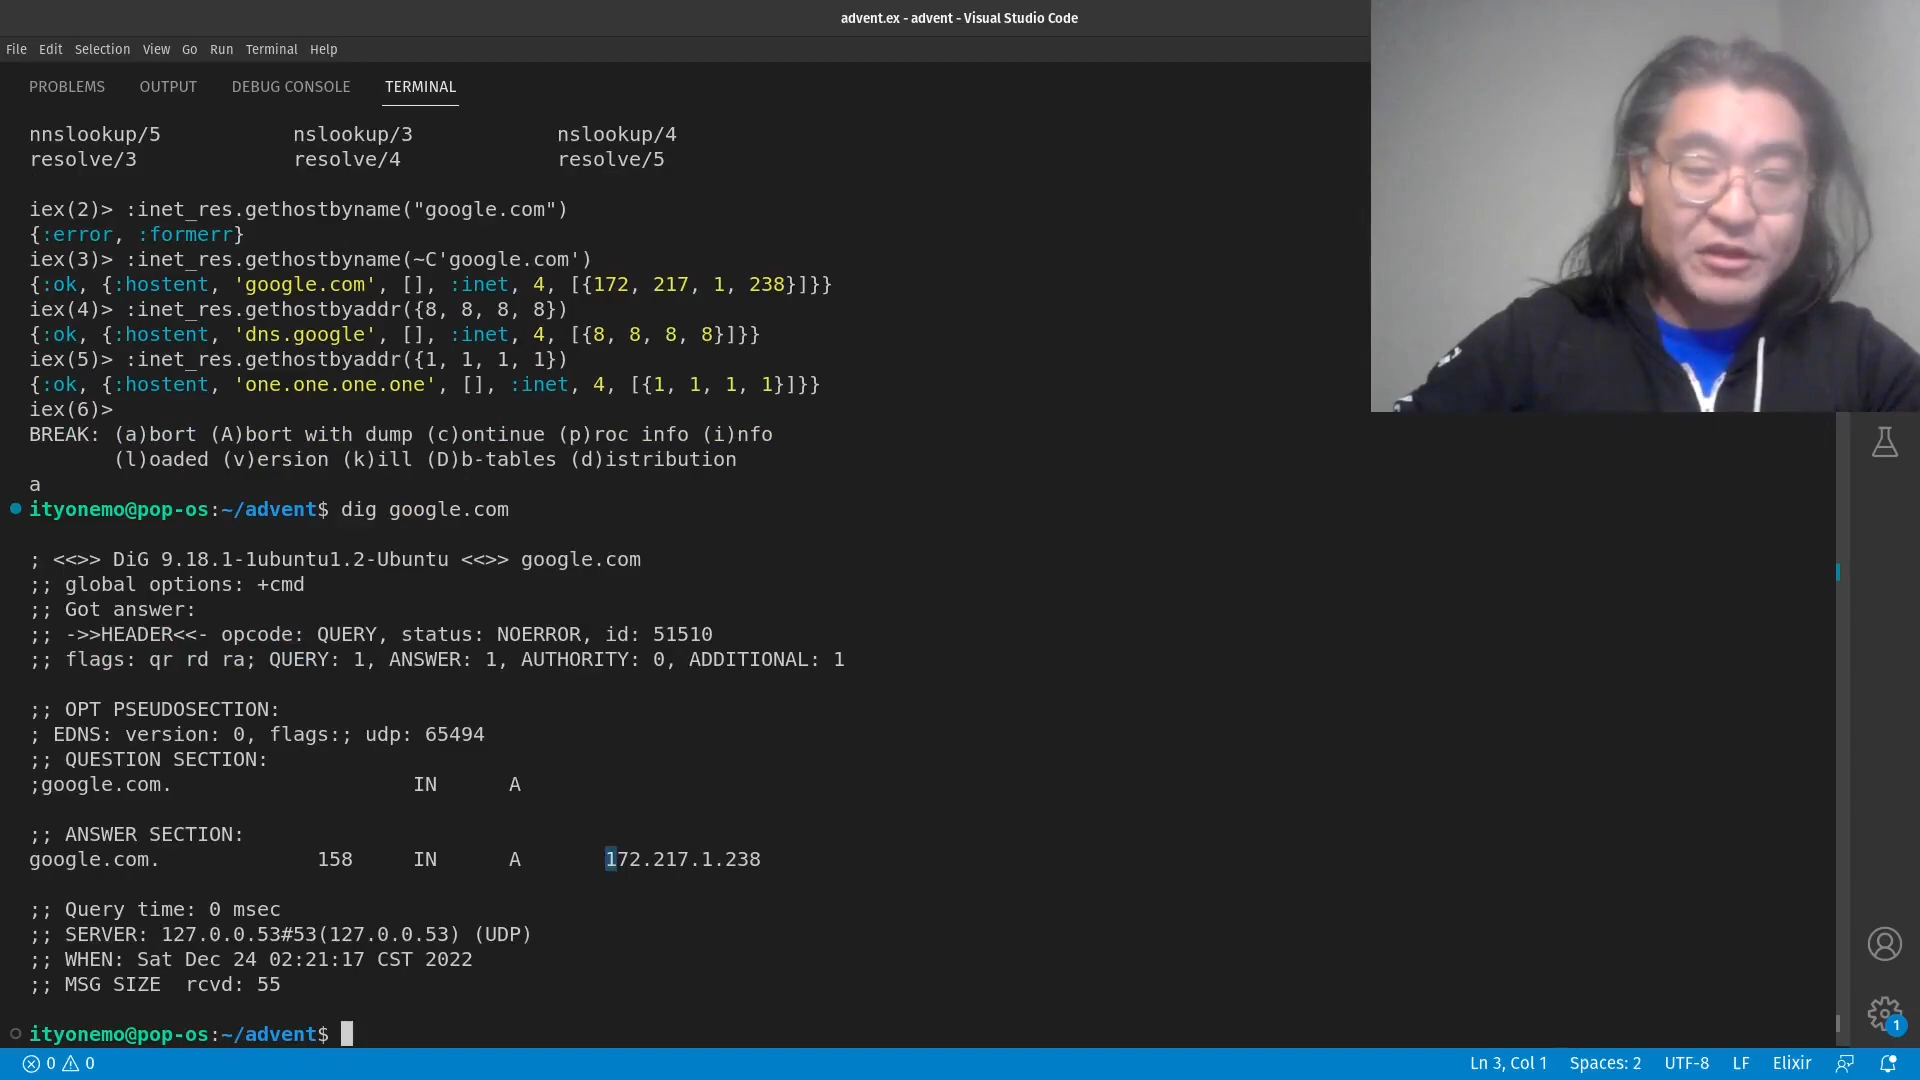 advent.ex - advent - Visual Studio Code
File Edit Selection View Go Run Terminal Help
PROBLEMS OUTPUT DEBUG CONSOLE TERMINAL
nnslookup/5 nslookup/3 nslookup/4
resolve/3 resolve/4 resolve/5
iex(2)> :inet_res.gethostbyname("google.com")
{:error, :formerr}
iex(3)> :inet_res.gethostbyname(~C'google.com')
{:ok, {:hostent, 'google.com', [], :inet, 4, [{172, 217, 1, 238}]}}
iex(4)> :inet_res.gethostbyaddr({8, 8, 8, 8})
{:ok, {:hostent, 'dns.google', [], :inet, 4, [{8, 8, 8, 8}]}}
iex(5)> :inet_res.gethostbyaddr({1, 1, 1, 1})
{:ok, {:hostent, 'one.one.one.one', [], :inet, 4, [{1, 1, 1, 1}]}}
iex(6)>
BREAK: (a)bort (A)bort with dump (c)ontinue (p)roc info (i)nfo
(l)oaded (v)ersion (k)ill (D)b-tables (d)istribution
a
ityonemo@pop-os:~/advent$ dig google.com
; <<>> DiG 9.18.1-1ubuntu1.2-Ubuntu <<>> google.com
;; global options: +cmd
;; Got answer:
;; ->>HEADER<<- opcode: QUERY, status: NOERROR, id: 51510
;; flags: qr rd ra; QUERY: 1, ANSWER: 1, AUTHORITY: 0, ADDITIONAL: 1
;; OPT PSEUDOSECTION:
; EDNS: version: 0, flags:; udp: 65494
;; QUESTION SECTION:
;google.com. IN A
;; ANSWER SECTION:
google.com. 158 IN A 172.217.1.238
;; Query time: 0 msec
;; SERVER: 127.0.0.53#53(127.0.0.53) (UDP)
;; WHEN: Sat Dec 24 02:21:17 CST 2022
;; MSG SIZE rcvd: 55
ityonemo@pop-os:~/advent$
1
0 0 Ln 3, Col 1 Spaces: 2 UTF-8 LF Elixir